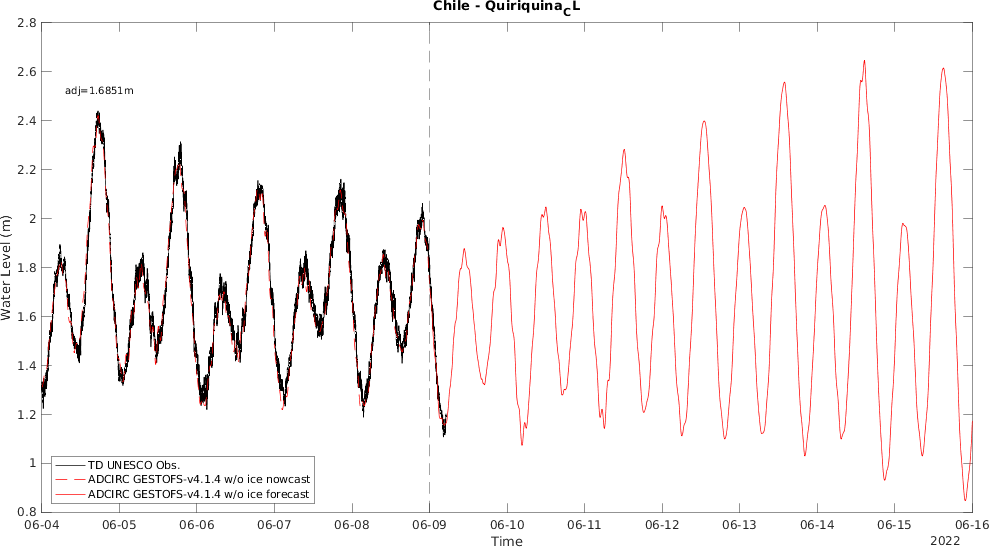 Chile - Quiriquina_CL
2.8
2.6
2.4
2.2
2
1.8
1.6
1.4
1.2
1
0.8
Water Level (m)
adj=1.6851m
TD UNESCO Obs.
ADCIRC GESTOFS-v4.1.4 w/o ice nowcast
ADCIRC GESTOFS-v4.1.4 w/o ice forecast
06-04 06-05 06-06 06-07 06-08 06-09 06-10 06-11 06-12 06-13 06-14 06-15 06-16
Time
2022